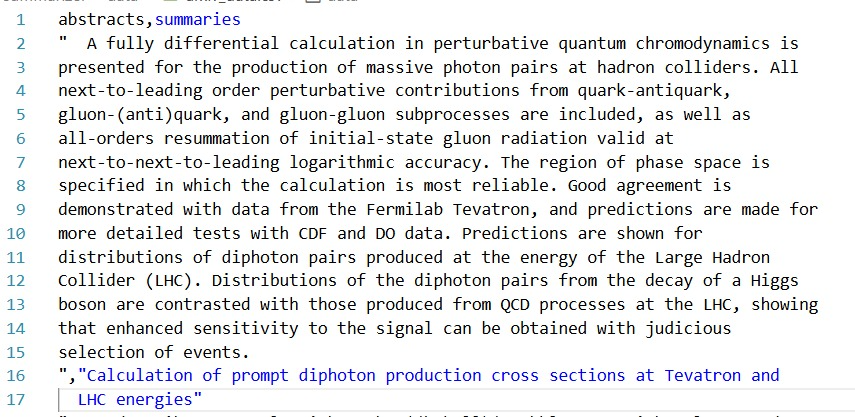 1 abstracts,summaries
2 "  A fully differential calculation in perturbative quantum chromodynamics is
3 presented for the production of massive photon pairs at hadron colliders. All
4 next-to-leading order perturbative contributions from quark-antiquark,
5 gluon-(anti)quark, and gluon-gluon subprocesses are included, as well as
6 all-orders resummation of initial-state gluon radiation valid at
7 next-to-next-to-leading logarithmic accuracy. The region of phase space is
8 specified in which the calculation is most reliable. Good agreement is
9 demonstrated with data from the Fermilab Tevatron, and predictions are made for
10 more detailed tests with CDF and DO data. Predictions are shown for
11 distributions of diphoton pairs produced at the energy of the Large Hadron
12 Collider (LHC). Distributions of the diphoton pairs from the decay of a Higgs
13 boson are contrasted with those produced from QCD processes at the LHC, showing
14 that enhanced sensitivity to the signal can be obtained with judicious
15 selection of events.
16 ","Calculation of prompt diphoton production cross sections at Tevatron and
17 LHC energies"